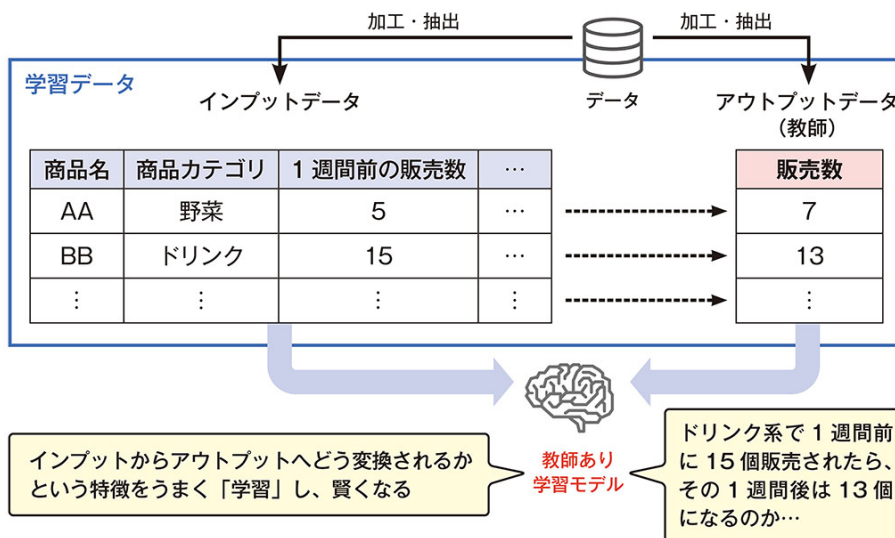 加工・抽出
加工・抽出
学習データ
インプットデータ
データ
アウトプットデータ
（教師）
商品名 商品カテゴリ 1 週間前の販売数 …
販売数
AA 野菜 5 …
7
BB ドリンク 15 …
13
⋮ ⋮ ⋮ ⋮
⋮
インプットからアウトプットへどう変換されるか
という特徴をうまく「学習」し、賢くなる
教師あり
学習モデル
ドリンク系で 1 週間前
に 15 個販売されたら、
その 1 週間後は 13 個
になるのか…